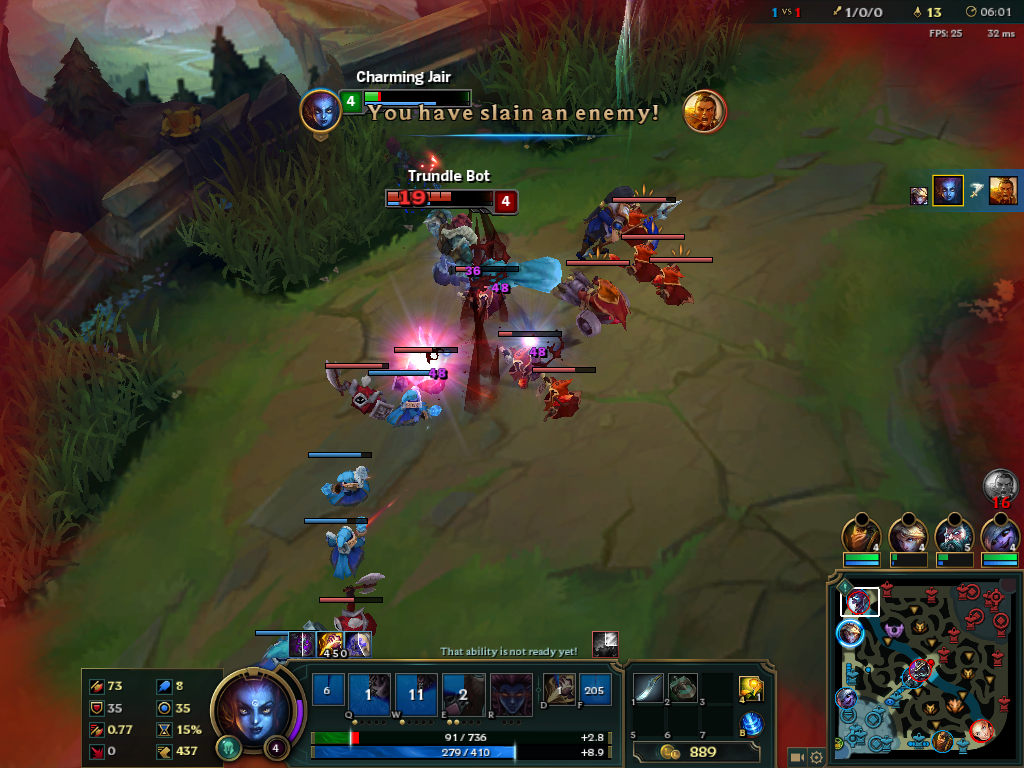 1 vs 1 1/0/0 13 06:01
FPS: 25 32 ms
Charming Jair
4
You have slain an enemy!
Trundle Bot
19 4
36
48
48
48
16
4 4 5 4
450
That ability is not ready yet!
73 8
35 35
0.77 15%
0 437
4
6 1 11 2 1 205
Q W E R D F
91 / 736 +2.8
279 / 410 +8.9
1 2 3 4 1
5 6 7 B
889